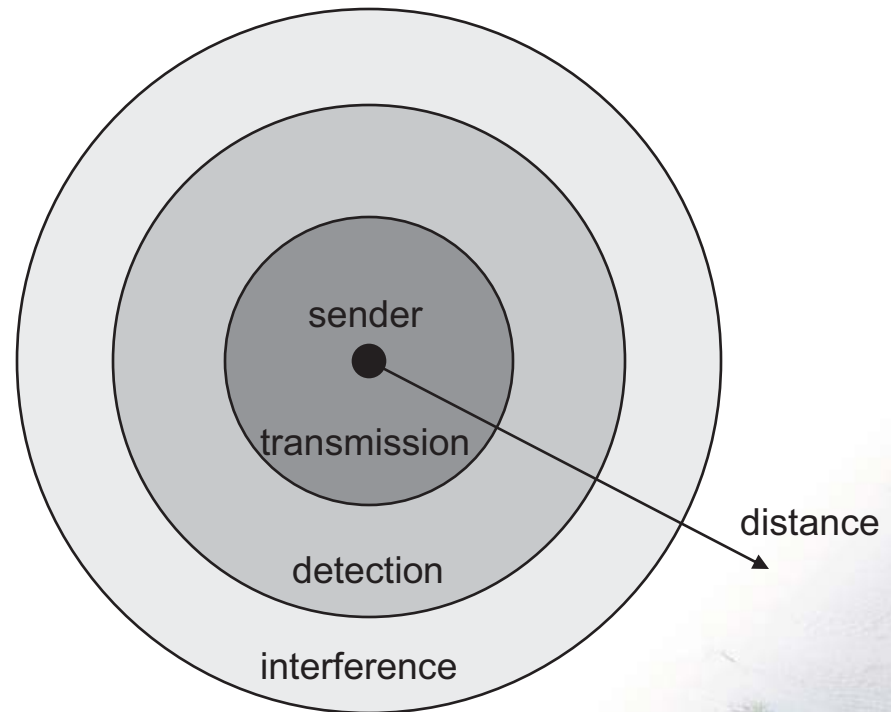 sender
transmission
distance
detection
interference